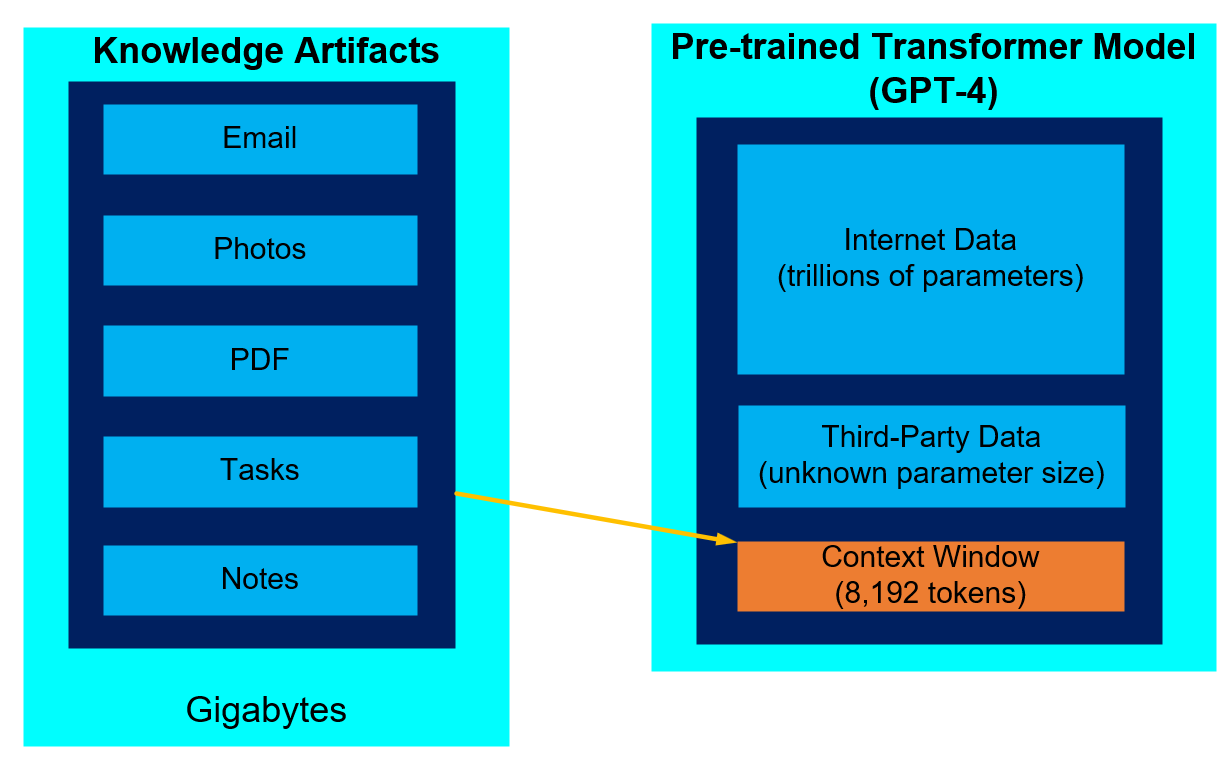 Knowledge Artifacts
Email
Photos
PDF
Tasks
Notes
Gigabytes
Pre-trained Transformer Model
(GPT-4)
Internet Data
(trillions of parameters)
Third-Party Data
(unknown parameter size)
Context Window
(8,192 tokens)